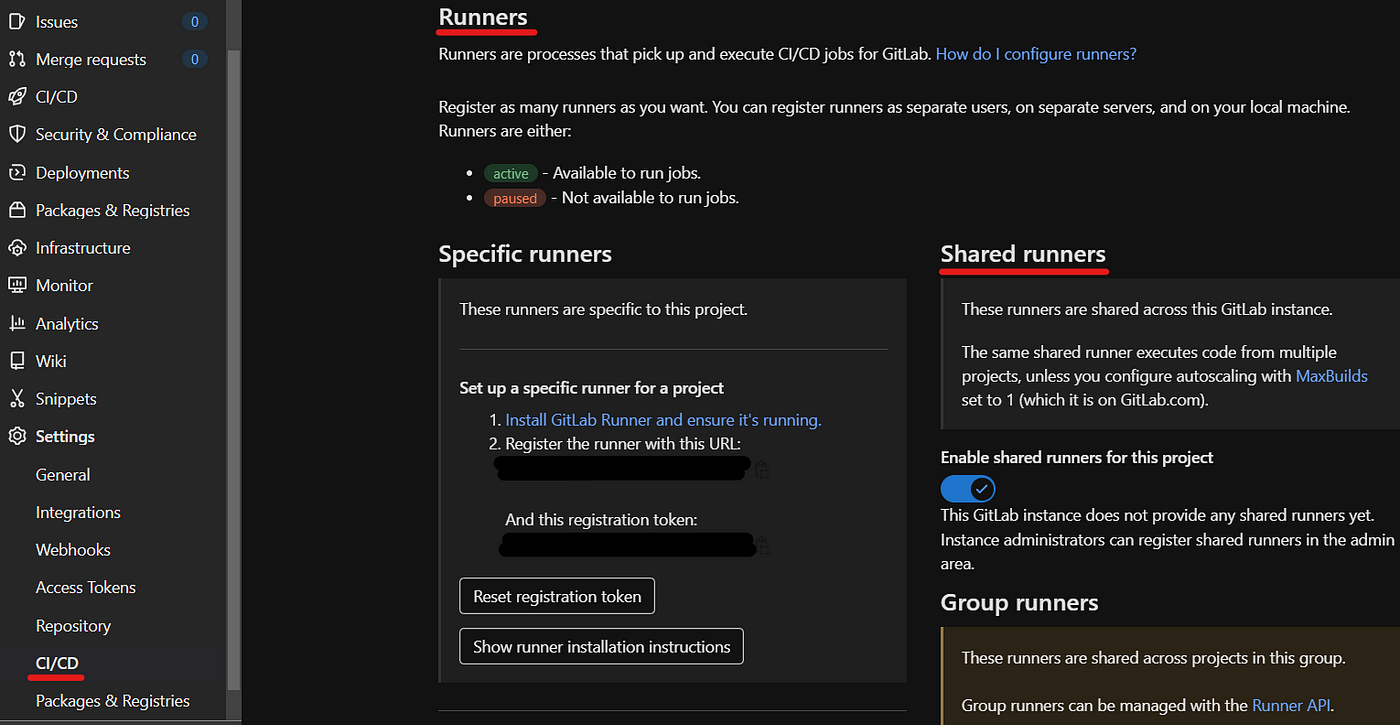 Issues 0
Merge requests 0
CI/CD
Security & Compliance
Deployments
Packages & Registries
Infrastructure
Monitor
Analytics
Wiki
Snippets
Settings
General
Integrations
Webhooks
Access Tokens
Repository
CI/CD
Packages & Registries
Runners
Runners are processes that pick up and execute CI/CD jobs for GitLab. How do I configure runners?
Register as many runners as you want. You can register runners as separate users, on separate servers, and on your local machine.
Runners are either:
• active - Available to run jobs.
• paused - Not available to run jobs.
Specific runners
These runners are specific to this project.
Set up a specific runner for a project
1. Install GitLab Runner and ensure it's running.
2. Register the runner with this URL:
And this registration token:
Reset registration token
Show runner installation instructions
Shared runners
These runners are shared across this GitLab instance.
The same shared runner executes code from multiple
projects, unless you configure autoscaling with MaxBuilds
set to 1 (which it is on GitLab.com).
Enable shared runners for this project
This GitLab instance does not provide any shared runners yet.
Instance administrators can register shared runners in the admin
area.
Group runners
These runners are shared across projects in this group.
Group runners can be managed with the Runner API.